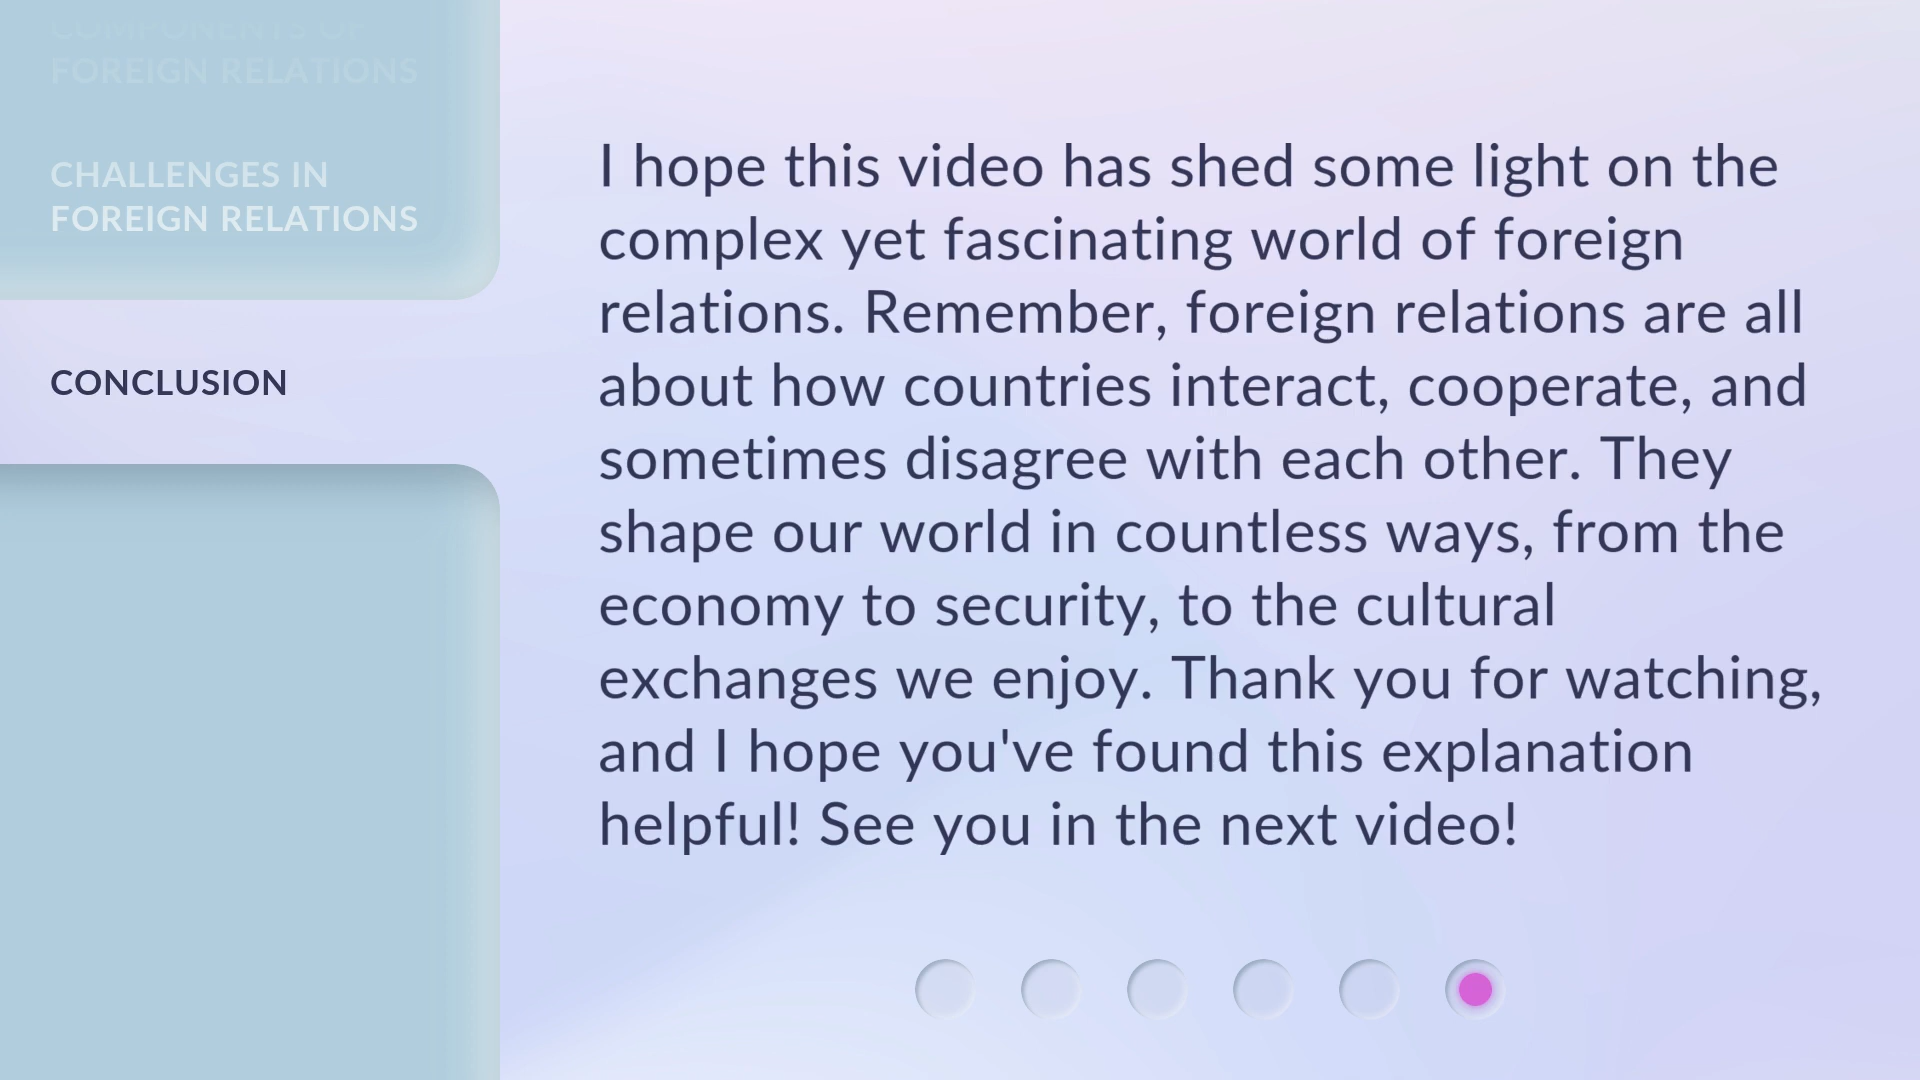 COMPONENTS OF
FOREIGN RELATIONS
CHALLENGES IN
FOREIGN RELATIONS
CONCLUSION
I hope this video has shed some light on the
complex yet fascinating world of foreign
relations. Remember, foreign relations are all
about how countries interact, cooperate, and
sometimes disagree with each other. They
shape our world in countless ways, from the
economy to security, to the cultural
exchanges we enjoy. Thank you for watching,
and I hope you've found this explanation
helpful! See you in the next video!